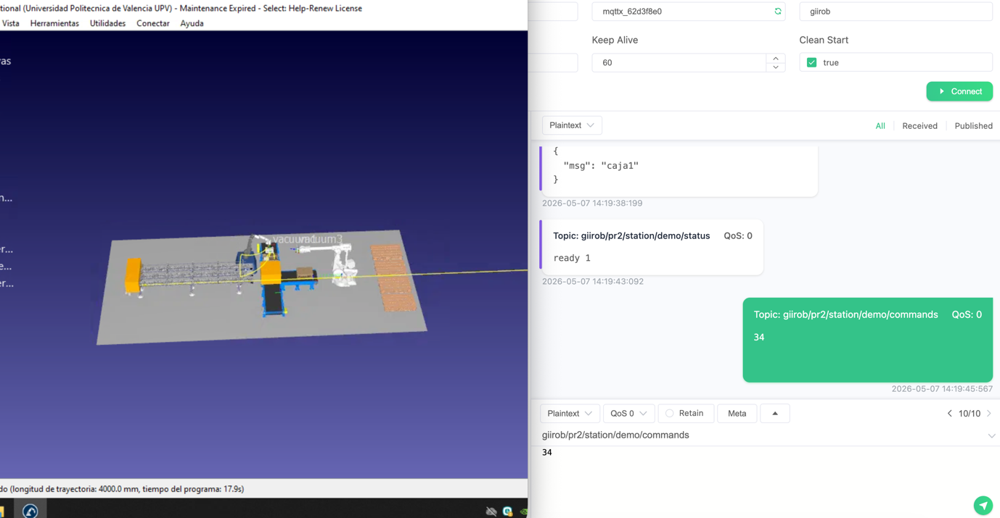 tional (Universidad Politecnica de Valencia UPV) - Maintenance Expired - Select: Help-Renew License
Vista Herramientas Utilidades Conectar Ayuda
as
n...
er...
e...
er...
vacuum3
do (longitud de trayectoria: 4000.0 mm, tiempo del programa: 17.9s)
mqttx_62d3f8e0
giirob
Keep Alive
Clean Start
60
true
Connect
Plaintext
All
Received
Published
{
"msg": "caja1"
}
2026-05-07 14:19:38:199
Topic: giirob/pr2/station/demo/status QoS: 0
ready 1
2026-05-07 14:19:43:092
Topic: giirob/pr2/station/demo/commands QoS: 0
34
2026-05-07 14:19:45:567
Plaintext QoS 0 Retain Meta
10/10
giirob/pr2/station/demo/commands
34